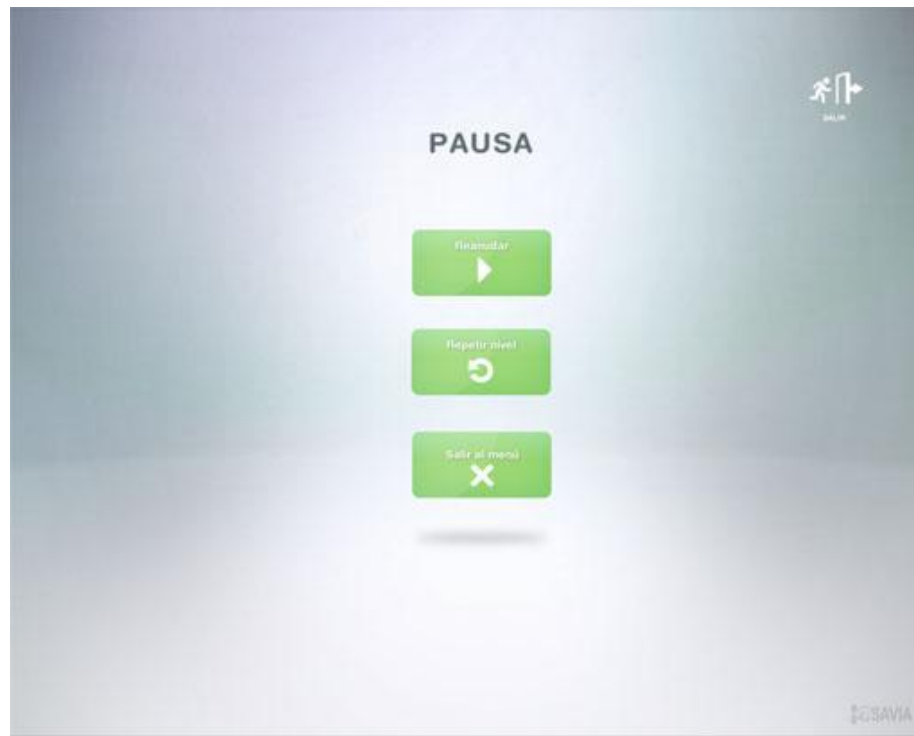 SALIR
PAUSA
Reanudar
Repetir nivel
Salir al menú
SAVIA